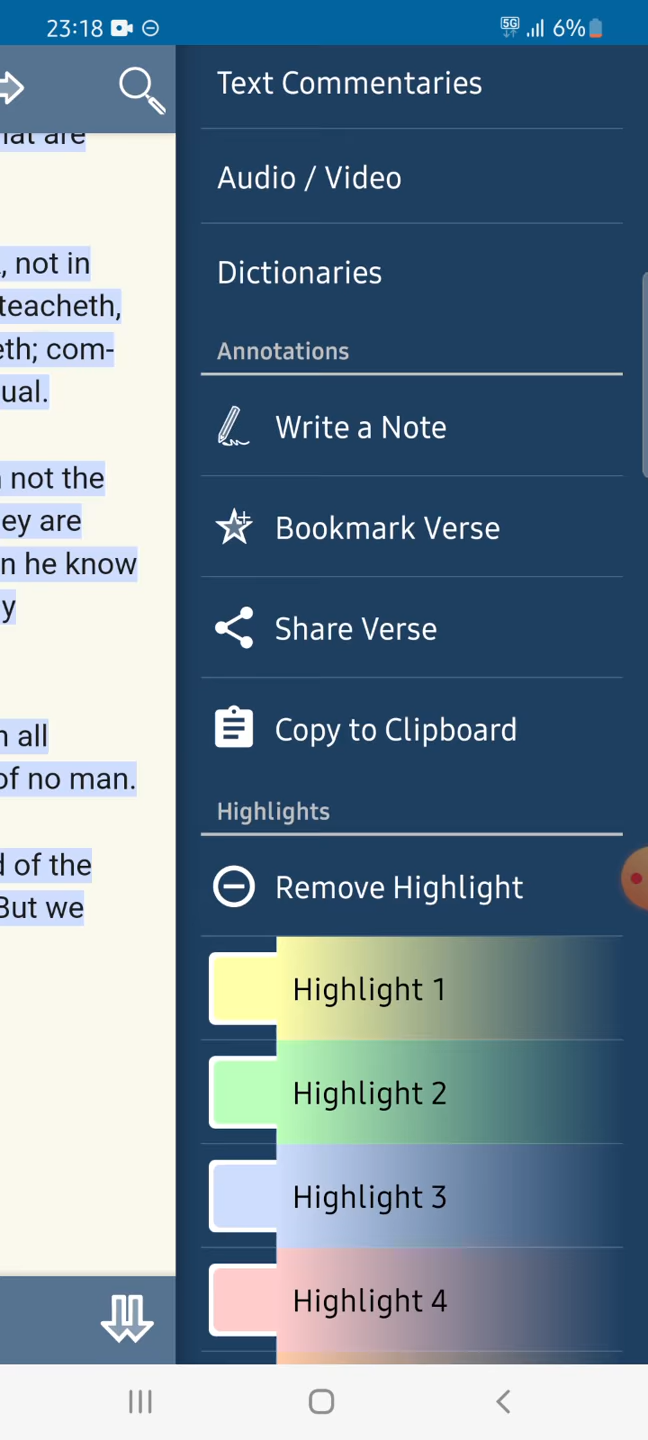 23:18
5G 6%
hat are
, not in
teacheth,
eth; com-
ual.
not the
ey are
n he know
y
all
of no man.
d of the
But we
Text Commentaries
Audio / Video
Dictionaries
Annotations
Write a Note
Bookmark Verse
Share Verse
Copy to Clipboard
Highlights
Remove Highlight
Highlight 1
Highlight 2
Highlight 3
Highlight 4